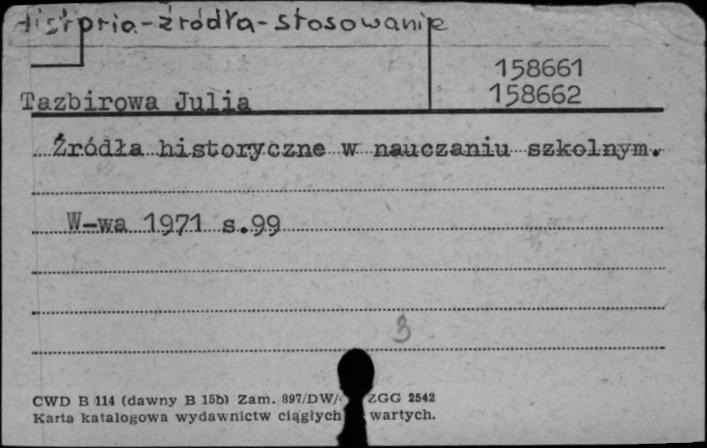 Historia-źródła-stosowanie
158661
Tazbirowa Julia 158662
Źródła historyczne w nauczaniu szkolnym.
W-wa 1971 s.99
3
CWD B 114 (dawny B 15b) Zam. 897/DW/ ZGG 2542
Karta katalogowa wydawnictw ciągłych wartych.